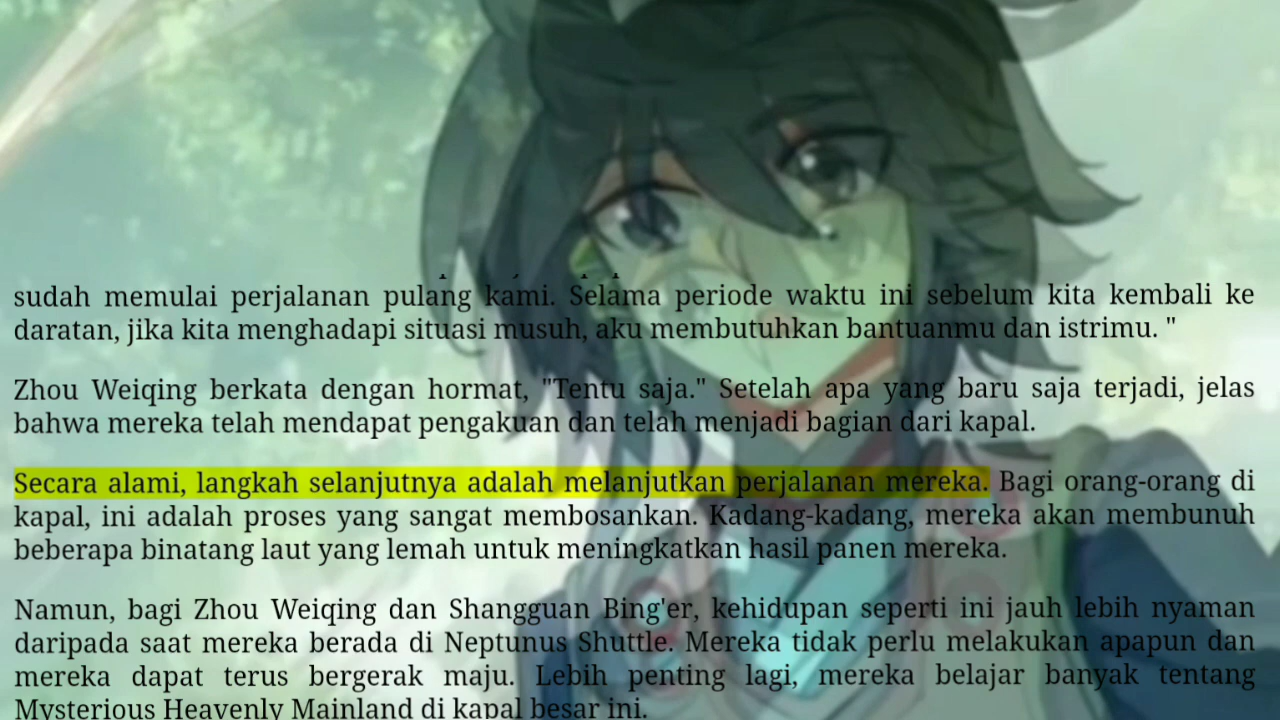 sudah memulai perjalanan pulang kami. Selama periode waktu ini sebelum kita kembali ke
daratan, jika kita menghadapi situasi musuh, aku membutuhkan bantuanmu dan istrimu. "
Zhou Weiqing berkata dengan hormat, "Tentu saja." Setelah apa yang baru saja terjadi, jelas
bahwa mereka telah mendapat pengakuan dan telah menjadi bagian dari kapal.
Secara alami, langkah selanjutnya adalah melanjutkan perjalanan mereka. Bagi orang-orang di
kapal, ini adalah proses yang sangat membosankan. Kadang-kadang, mereka akan membunuh
beberapa binatang laut yang lemah untuk meningkatkan hasil panen mereka.
Namun, bagi Zhou Weiqing dan Shangguan Bing'er, kehidupan seperti ini jauh lebih nyaman
daripada saat mereka berada di Neptunus Shuttle. Mereka tidak perlu melakukan apapun dan
mereka dapat terus bergerak maju. Lebih penting lagi, mereka belajar banyak tentang
Mysterious Heavenly Mainland di kapal besar ini.